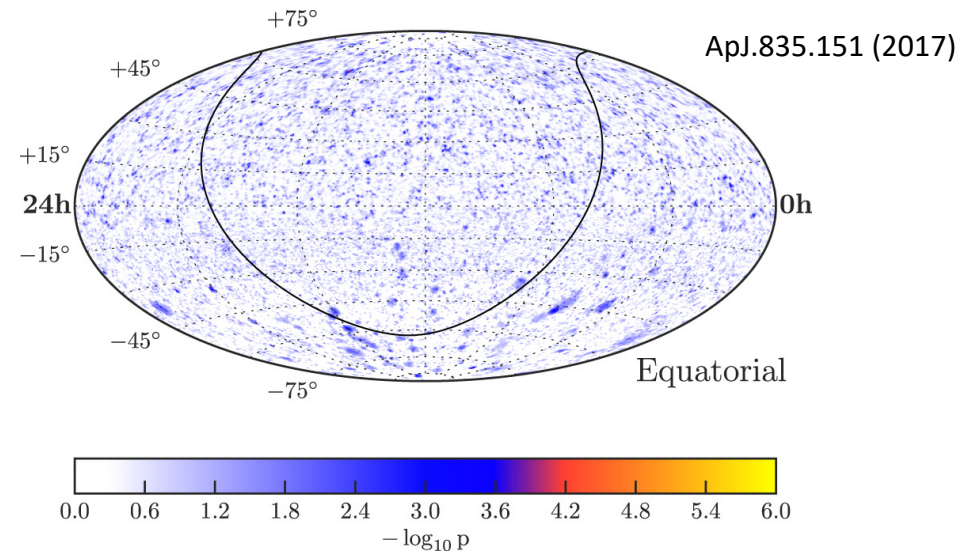 +75°
ApJ.835.151 (2017)
+45°
+15°
24h
0h
−15°
−45°
Equatorial
−75°
0.0 0.6 1.2 1.8 2.4 3.0 3.6 4.2 4.8 5.4 6.0
− log₁₀ p